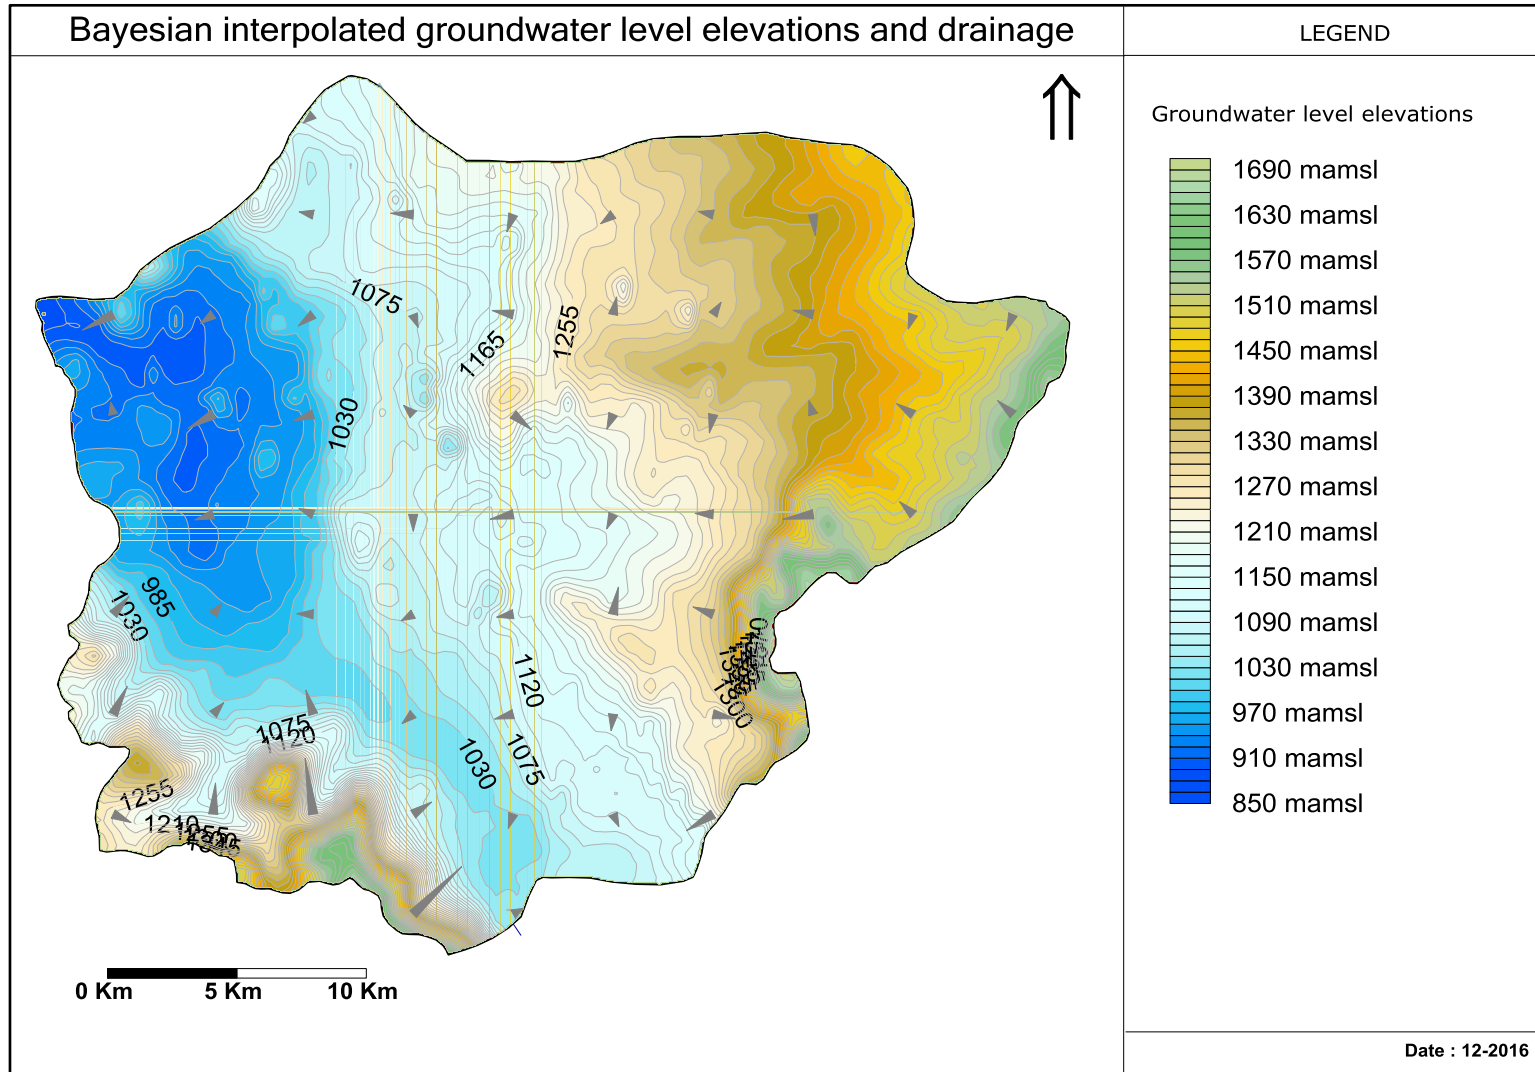 Bayesian interpolated groundwater level elevations and drainage
LEGEND
Groundwater level elevations
1690 mamsl
1630 mamsl
1570 mamsl
1510 mamsl
1450 mamsl
1390 mamsl
1330 mamsl
1270 mamsl
1210 mamsl
1150 mamsl
1090 mamsl
1030 mamsl
970 mamsl
910 mamsl
850 mamsl
1075
1165
1255
1030
985
1030
1120
1300
1075
1120
1030
1075
1255
1210
0 Km 5 Km 10 Km
Date : 12-2016